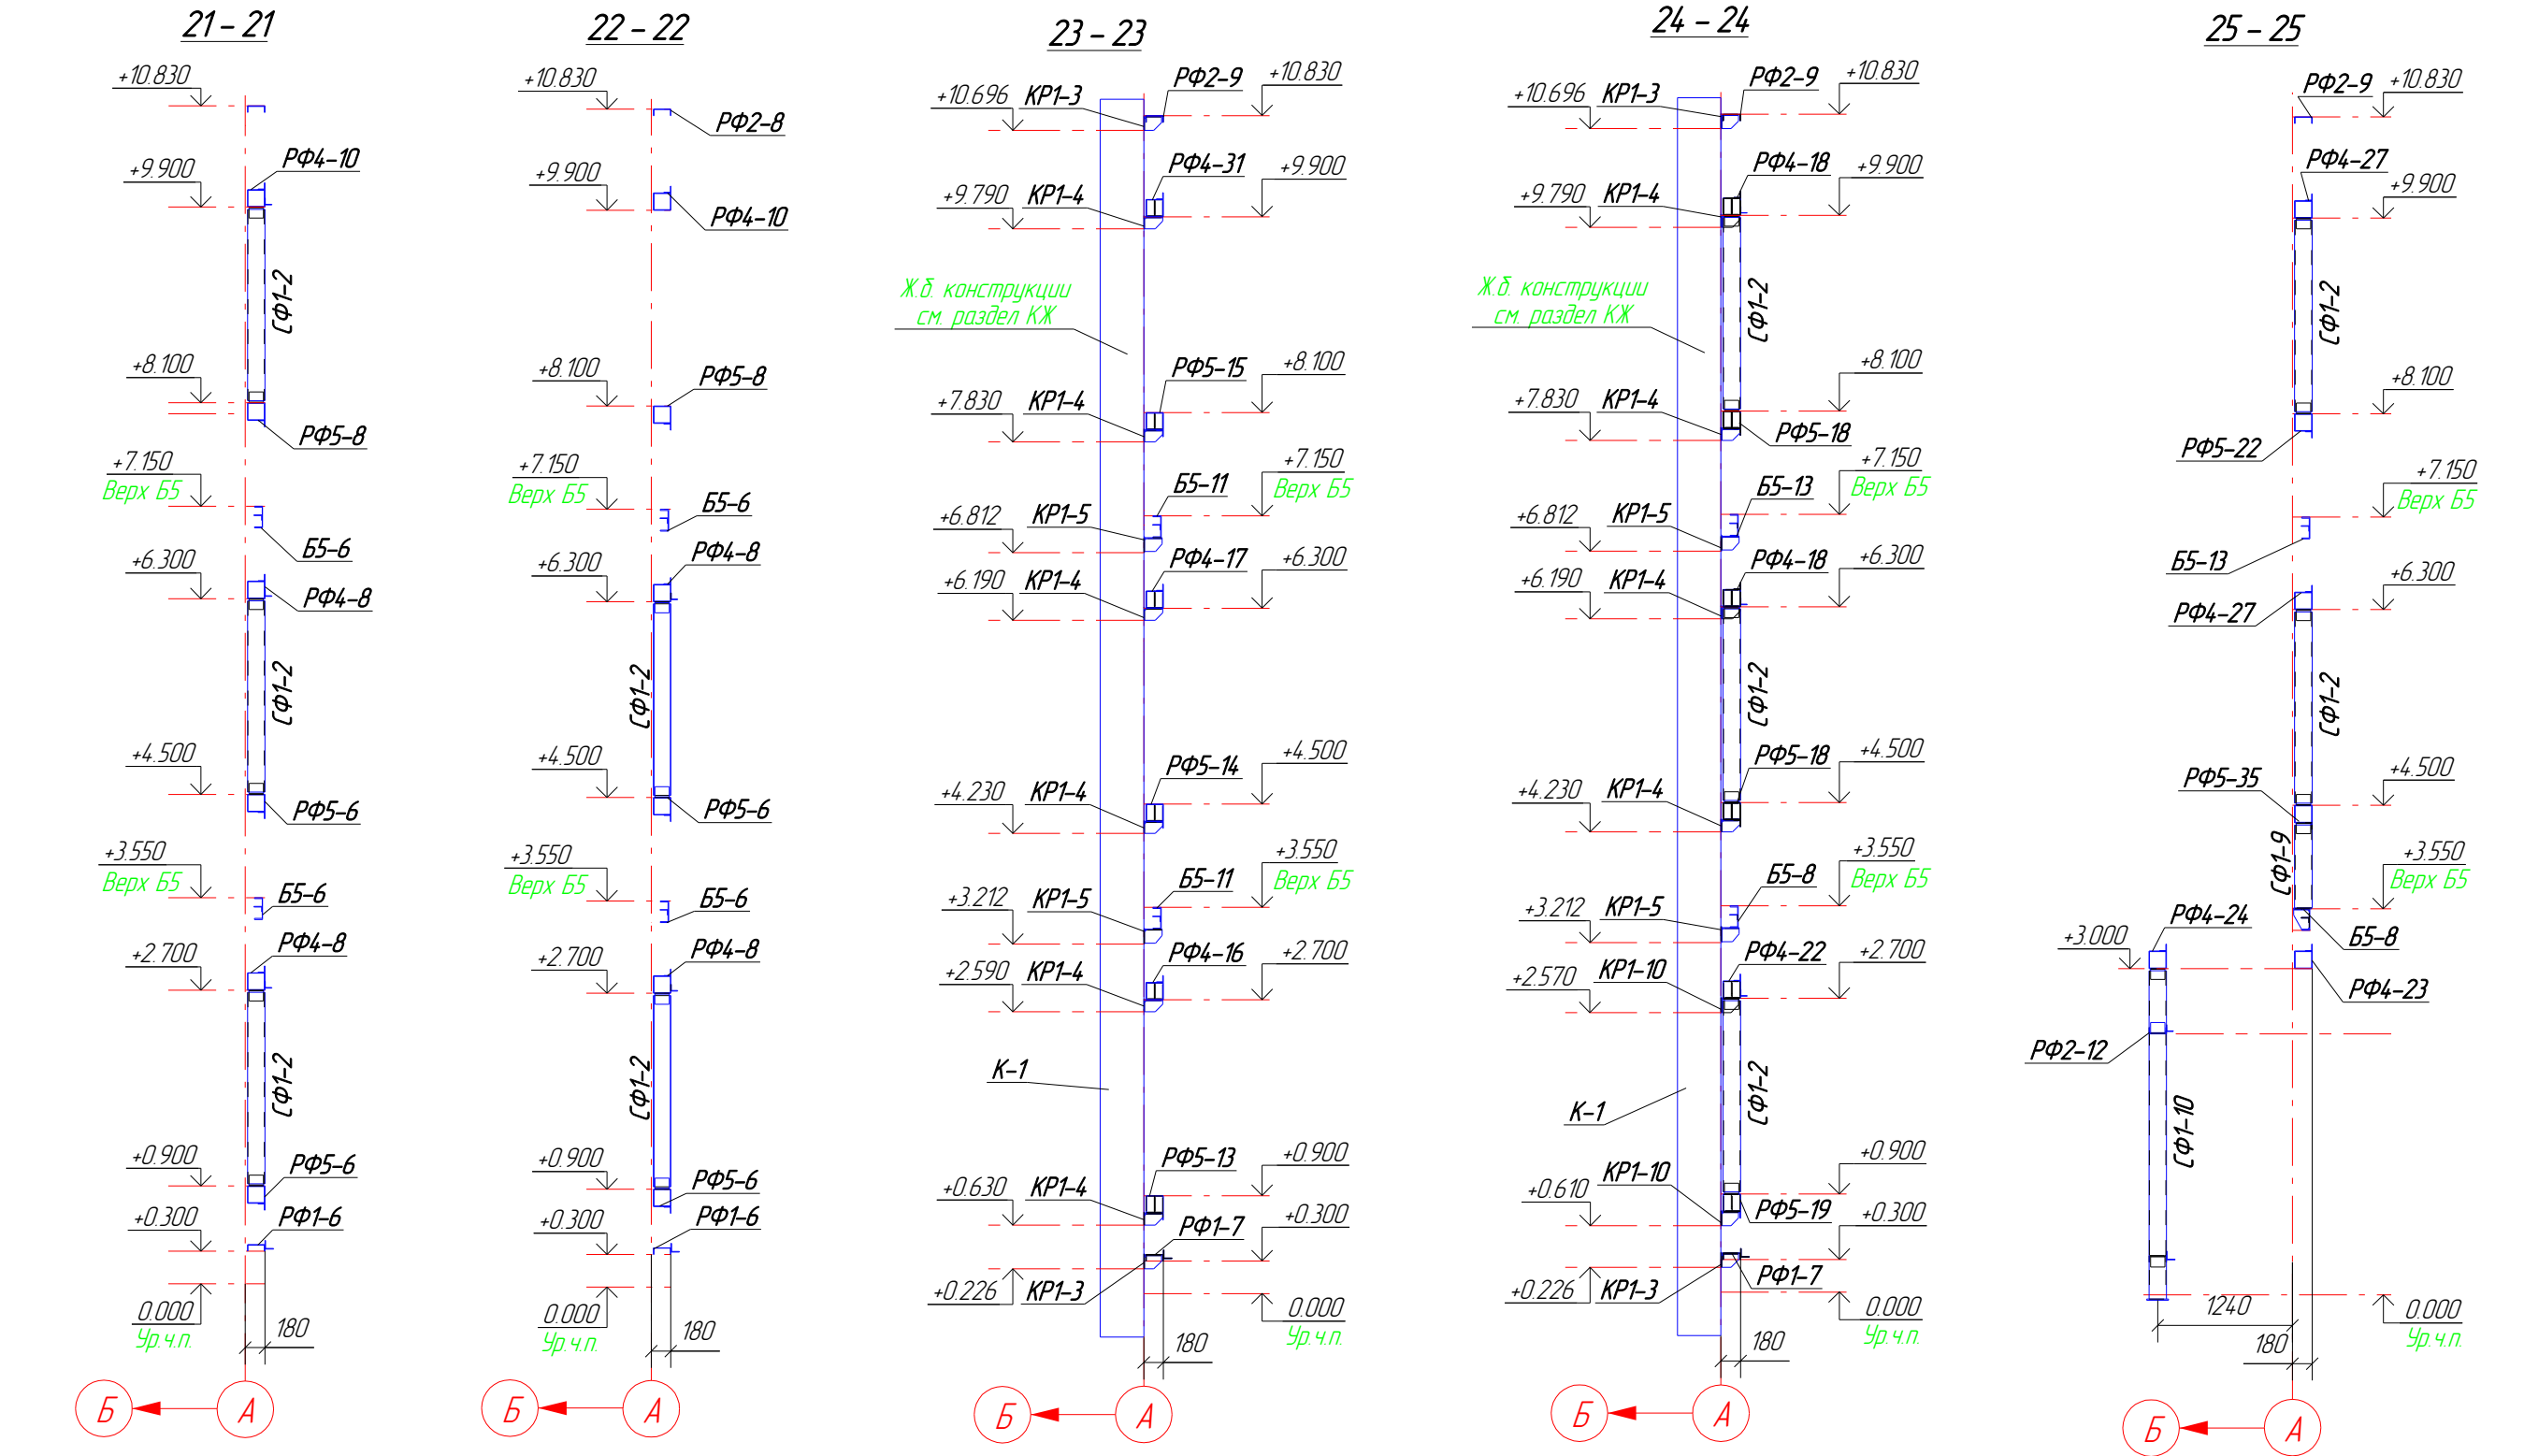 21 – 21
+10.830
РФ4–10
+9.900
СФ1–2
+8.100
РФ5–8
+7.150
Верх Б5
Б5–6
+6.300
РФ4–8
СФ1–2
+4.500
РФ5–6
+3.550
Верх Б5
Б5–6
РФ4–8
+2.700
СФ1–2
+0.900
РФ5–6
РФ1–6
+0.300
0.000
Ур.ч.п.
180
Б
А
22 – 22
+10.830
РФ2–8
+9.900
РФ4–10
+8.100
РФ5–8
+7.150
Верх Б5
Б5–6
РФ4–8
+6.300
СФ1–2
+4.500
РФ5–6
+3.550
Верх Б5
Б5–6
РФ4–8
+2.700
СФ1–2
+0.900
РФ5–6
РФ1–6
+0.300
0.000
Ур.ч.п.
180
Б
А
23 – 23
+10.696
КР1–3
РФ2–9
+10.830
РФ4–31
+9.900
+9.790
КР1–4
Ж.б. конструкции
см. раздел КЖ
РФ5–15
+8.100
+7.830
КР1–4
+7.150
Верх Б5
Б5–11
+6.812
КР1–5
РФ4–17
+6.300
+6.190
КР1–4
РФ5–14
+4.500
+4.230
КР1–4
+3.550
Верх Б5
Б5–11
+3.212
КР1–5
РФ4–16
+2.700
+2.590
КР1–4
К–1
РФ5–13
+0.900
+0.630
КР1–4
РФ1–7
+0.300
+0.226
КР1–3
0.000
Ур.ч.п.
180
Б
А
24 – 24
+10.696
КР1–3
РФ2–9
+10.830
РФ4–18
+9.900
+9.790
КР1–4
Ж.б. конструкции
см. раздел КЖ
СФ1–2
+8.100
+7.830
КР1–4
РФ5–18
+7.150
Верх Б5
Б5–13
+6.812
КР1–5
РФ4–18
+6.300
+6.190
КР1–4
СФ1–2
РФ5–18
+4.500
+4.230
КР1–4
+3.550
Верх Б5
Б5–8
+3.212
КР1–5
РФ4–22
+2.700
+2.570
КР1–10
К–1
СФ1–2
+0.900
+0.610
КР1–10
РФ5–19
+0.300
РФ1–7
+0.226
КР1–3
0.000
Ур.ч.п.
180
Б
А
25 – 25
РФ2–9
+10.830
РФ4–27
+9.900
СФ1–2
+8.100
РФ5–22
+7.150
Верх Б5
Б5–13
+6.300
РФ4–27
СФ1–2
РФ5–35
+4.500
СФ1–9
+3.550
Верх Б5
РФ4–24
Б5–8
+3.000
РФ4–23
РФ2–12
СФ1–10
1240
0.000
Ур.ч.п.
180
Б
А